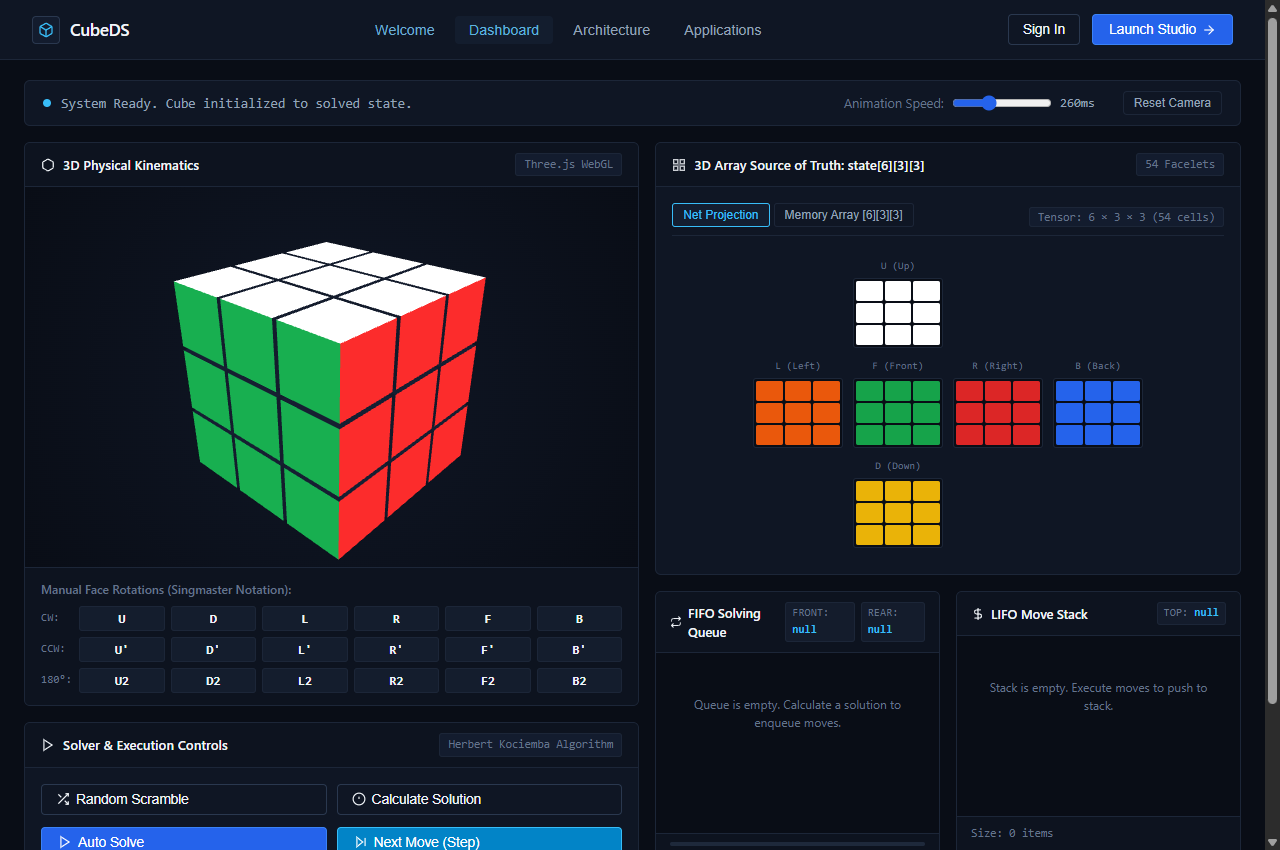 CubeDS
Welcome
Dashboard
Architecture
Applications
Sign In
Launch Studio →
System Ready. Cube initialized to solved state.
Animation Speed:
260ms
Reset Camera
3D Physical Kinematics
Three.js WebGL
Manual Face Rotations (Singmaster Notation):
CW: U D L R F B
CCW: U' D' L' R' F' B'
180°: U2 D2 L2 R2 F2 B2
Solver & Execution Controls
Herbert Kociemba Algorithm
Random Scramble
Calculate Solution
Auto Solve
Next Move (Step)
3D Array Source of Truth: state[6][3][3]
54 Facelets
Net Projection
Memory Array [6][3][3]
Tensor: 6 × 3 × 3 (54 cells)
U (Up)
L (Left)
F (Front)
R (Right)
B (Back)
D (Down)
FIFO Solving
Queue
FRONT:
null
REAR:
null
Queue is empty. Calculate a solution to
enqueue moves.
LIFO Move Stack
TOP: null
Stack is empty. Execute moves to push to
stack.
Size: 0 items